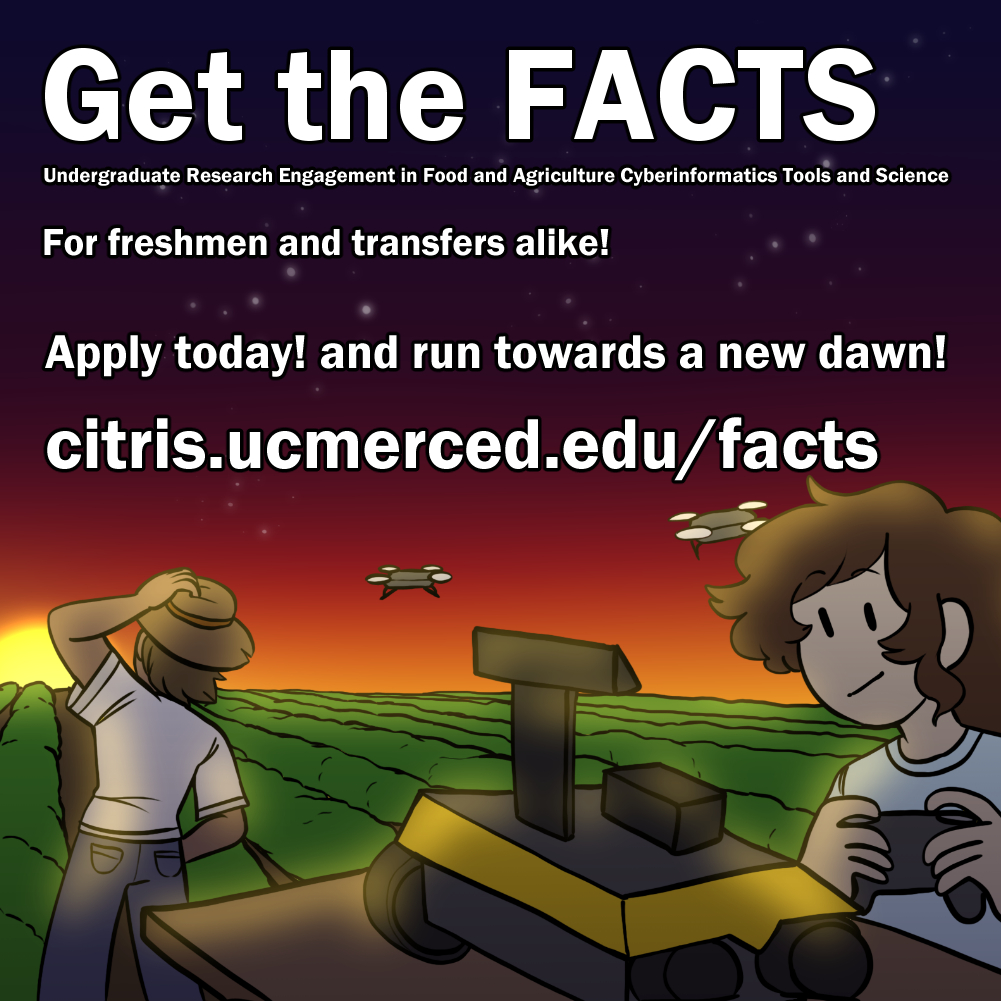 Get the FACTS
Undergraduate Research Engagement in Food and Agriculture Cyberinformatics Tools and Science
For freshmen and transfers alike!
Apply today! and run towards a new dawn!
citris.ucmerced.edu/facts